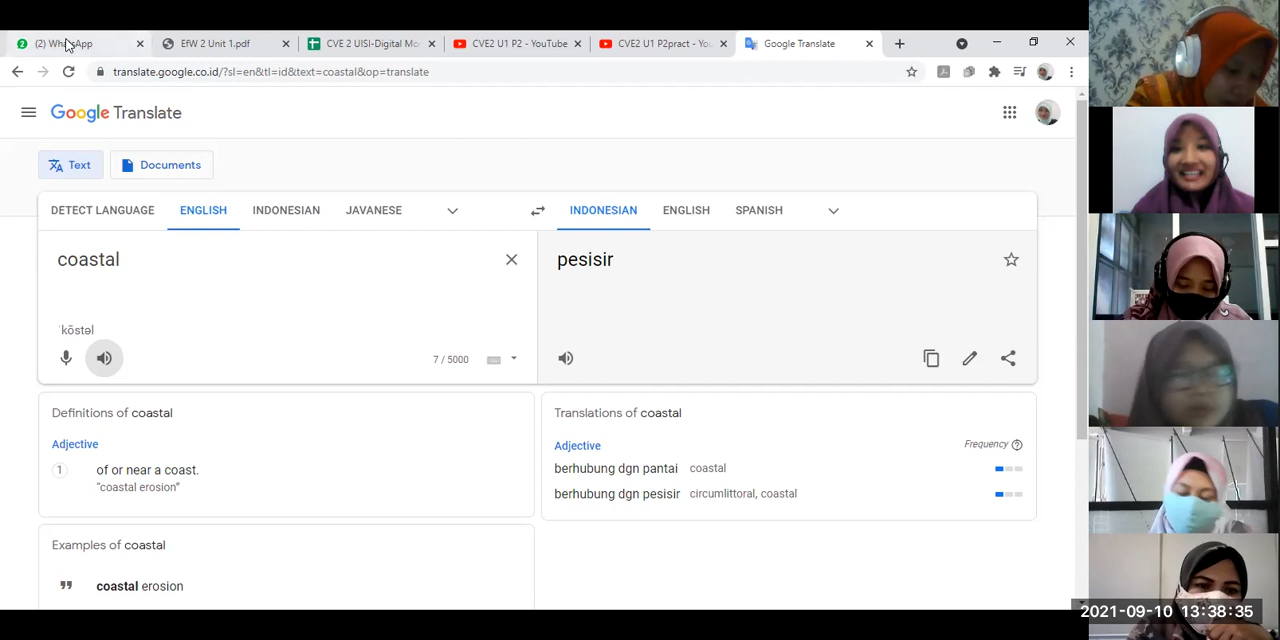 (2) WhatsApp
EfW 2 Unit 1.pdf
CVE 2 UISI-Digital Mo
CVE2 U1 P2 - YouTube
CVE2 U1 P2pract - You
Google Translate
translate.google.co.id/?sl=en&tl=id&text=coastal&op=translate
Google Translate
Text
Documents
DETECT LANGUAGE ENGLISH INDONESIAN JAVANESE
INDONESIAN ENGLISH SPANISH
coastal
pesisir
ˈkōstəl
7 / 5000
Definitions of coastal
Adjective
1 of or near a coast.
"coastal erosion"
Translations of coastal
Adjective Frequency
berhubung dgn pantai coastal
berhubung dgn pesisir circumlittoral, coastal
Examples of coastal
coastal erosion
2021-09-10 13:38:35